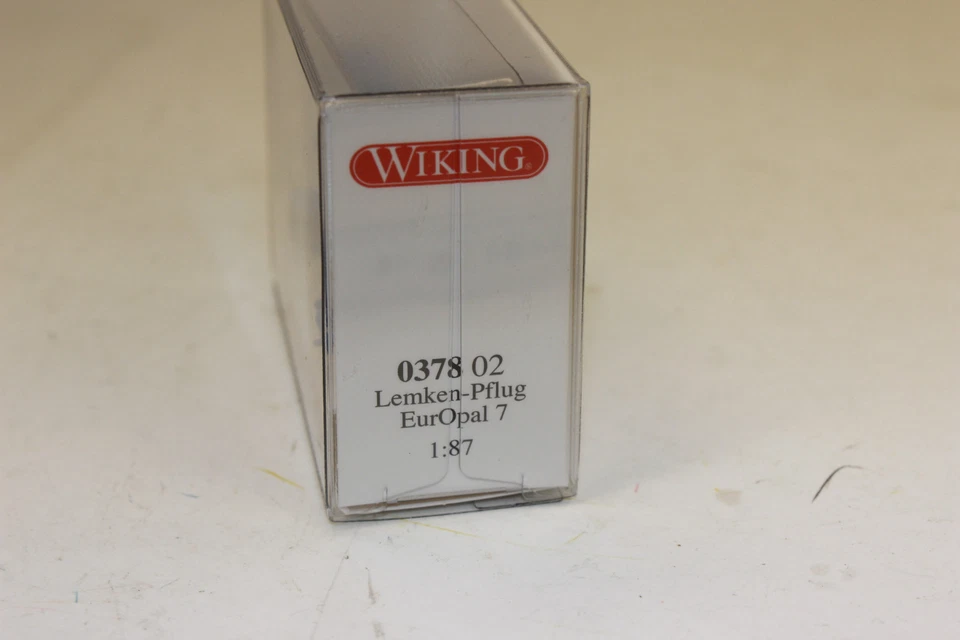 WIKING
0378 02
Lemken-Pflug
EurOpal 7
1:87